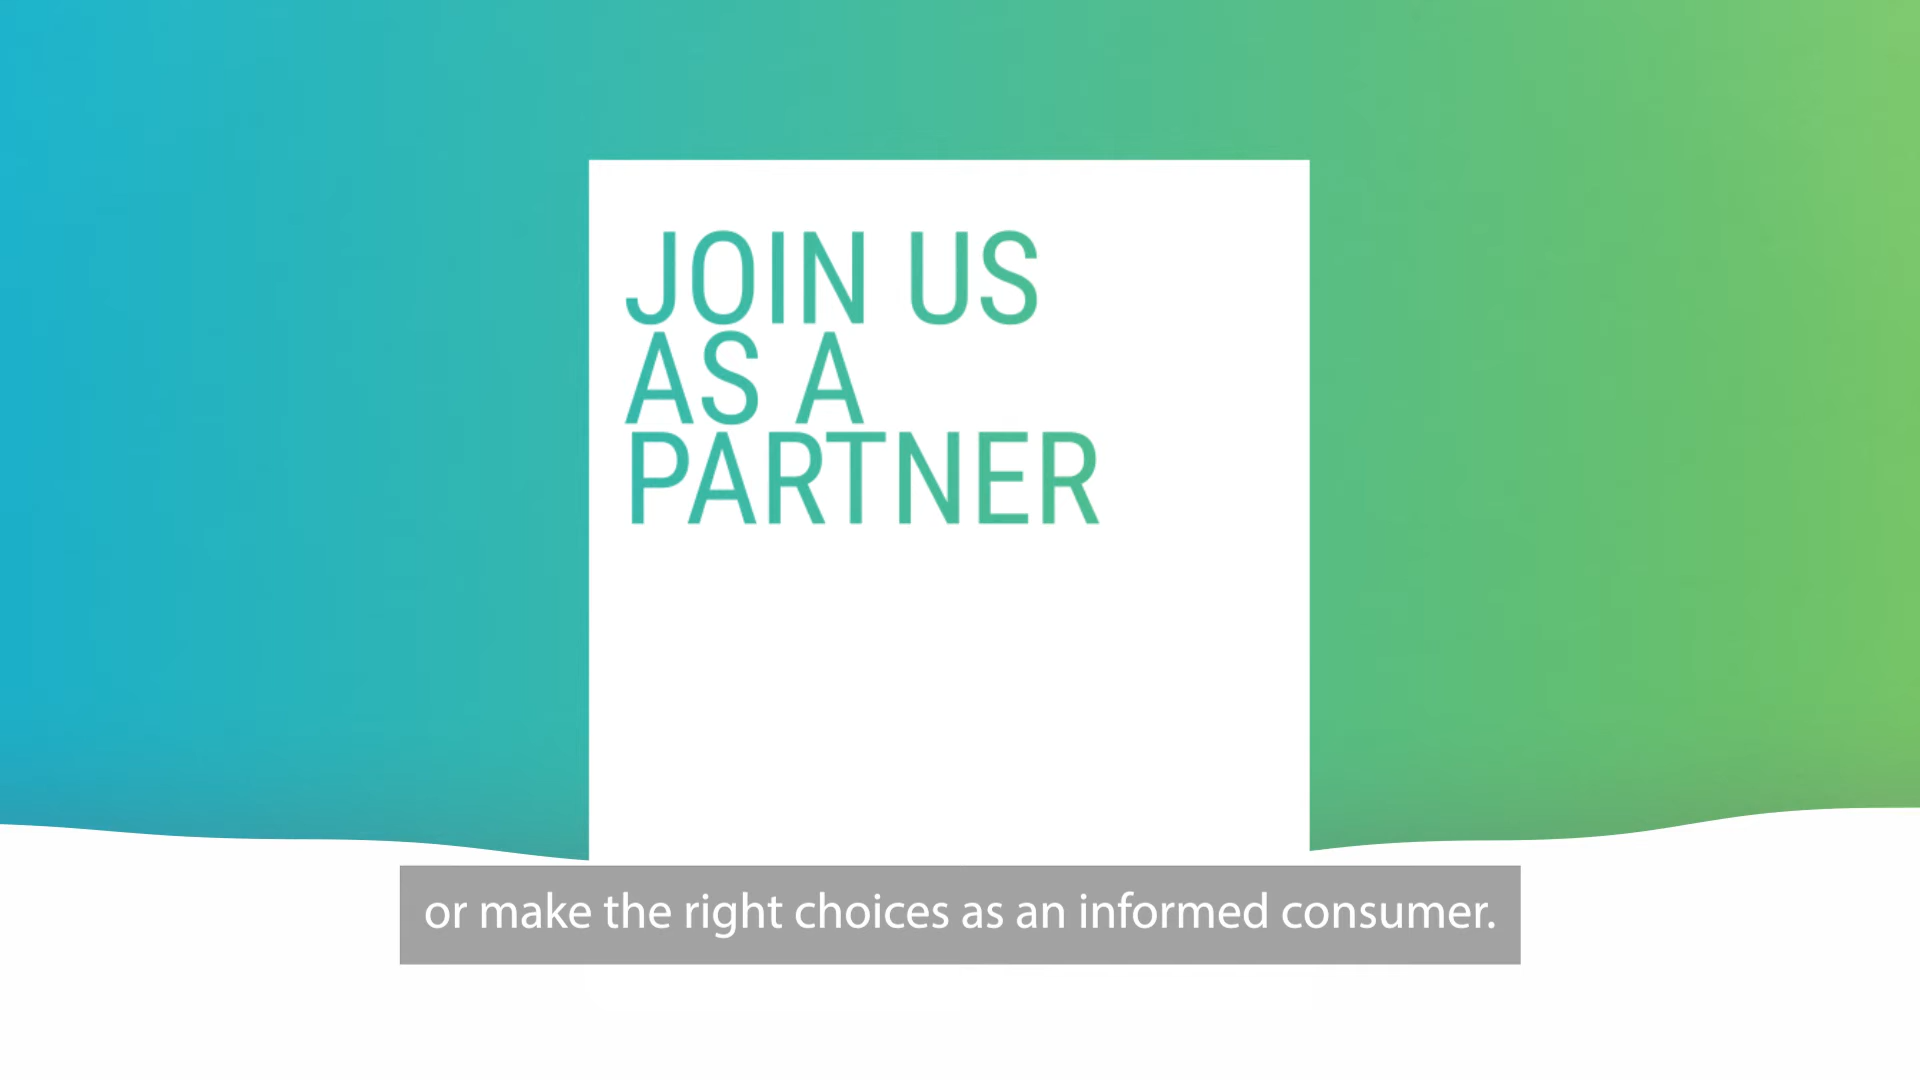 JOIN US
AS A
PARTNER
or make the right choices as an informed consumer.